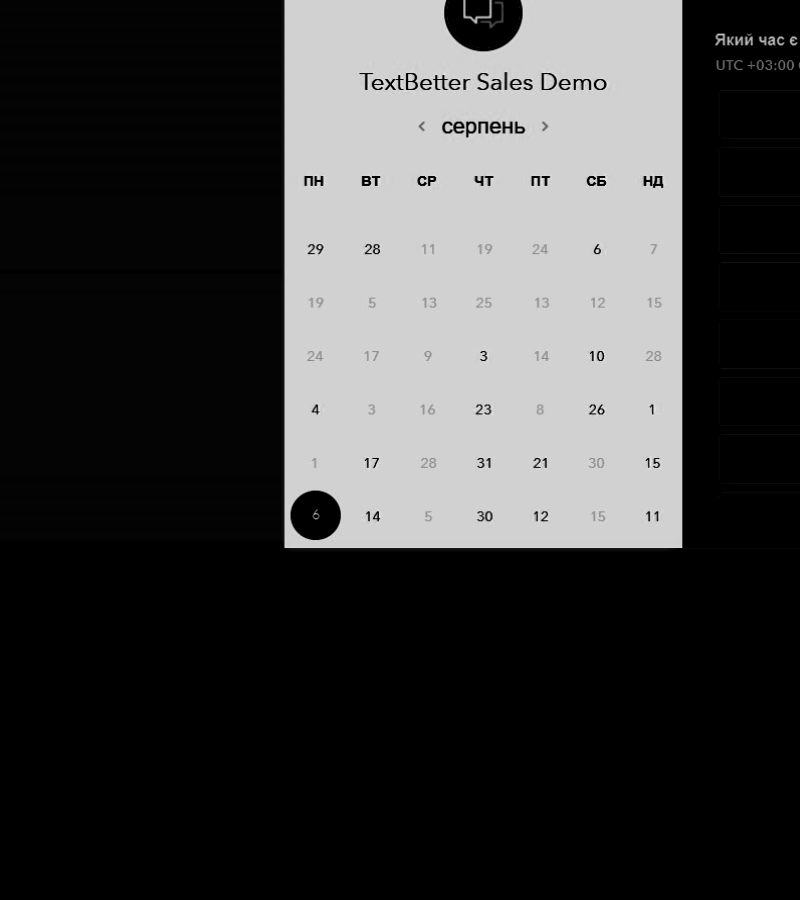 TextBetter Sales Demo
< серпень >
ПН ВТ СР ЧТ ПТ СБ НД
29 28 11 19 24 6 7
19 5 13 25 13 12 15
24 17 9 3 14 10 28
4 3 16 23 8 26 1
1 17 28 31 21 30 15
6 14 5 30 12 15 11
Який час є
UTC +03:00